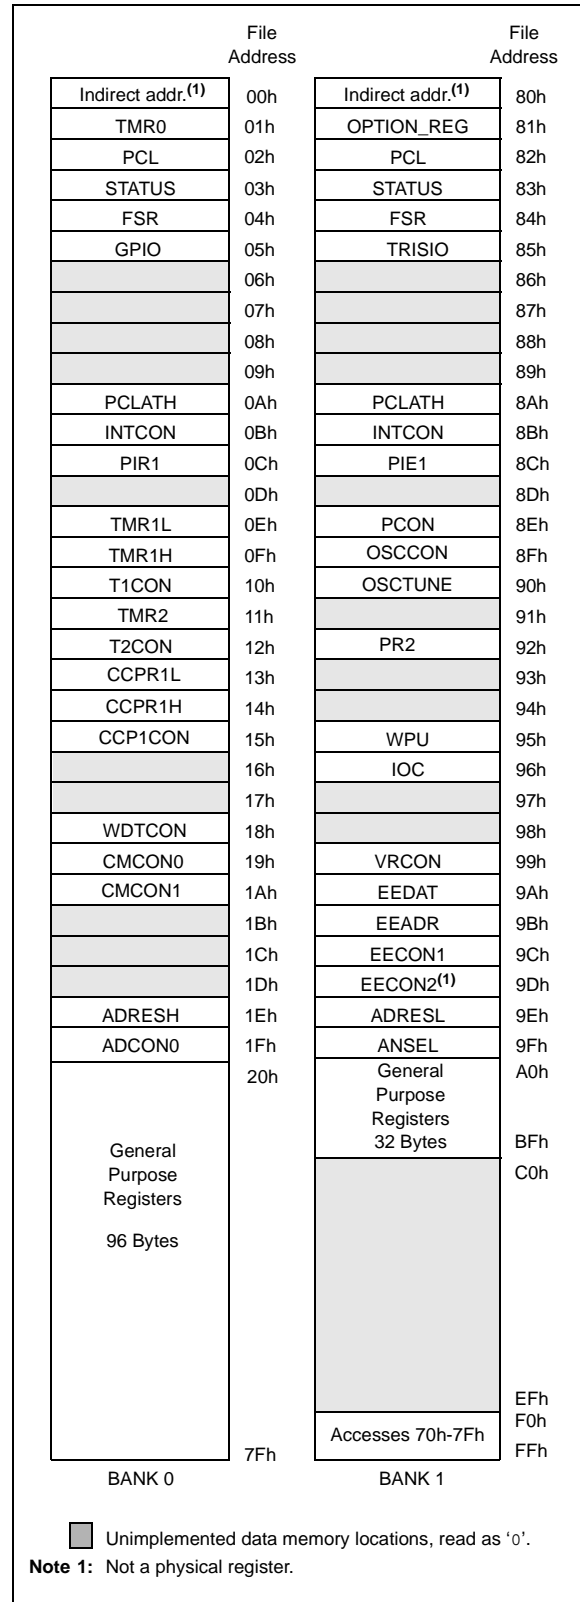 File
Address
File
Address
Indirect addr.(1) 00h Indirect addr.(1) 80h
TMR0 01h OPTION_REG 81h
PCL 02h PCL 82h
STATUS 03h STATUS 83h
FSR 04h FSR 84h
GPIO 05h TRISIO 85h
06h 86h
07h 87h
08h 88h
09h 89h
PCLATH 0Ah PCLATH 8Ah
INTCON 0Bh INTCON 8Bh
PIR1 0Ch PIE1 8Ch
0Dh 8Dh
TMR1L 0Eh PCON 8Eh
TMR1H 0Fh OSCCON 8Fh
T1CON 10h OSCTUNE 90h
TMR2 11h 91h
T2CON 12h PR2 92h
CCPR1L 13h 93h
CCPR1H 14h 94h
CCP1CON 15h WPU 95h
16h IOC 96h
17h 97h
WDTCON 18h 98h
CMCON0 19h VRCON 99h
CMCON1 1Ah EEDAT 9Ah
1Bh EEADR 9Bh
1Ch EECON1 9Ch
1Dh EECON2(1) 9Dh
ADRESH 1Eh ADRESL 9Eh
ADCON0 1Fh ANSEL 9Fh
20h
General
Purpose
Registers
96 Bytes
7Fh
General
Purpose
Registers
32 Bytes
A0h
BFh
C0h
EFh
F0h
Accesses 70h-7Fh
FFh
BANK 0 BANK 1
Unimplemented data memory locations, read as ‘0’.
Note 1: Not a physical register.